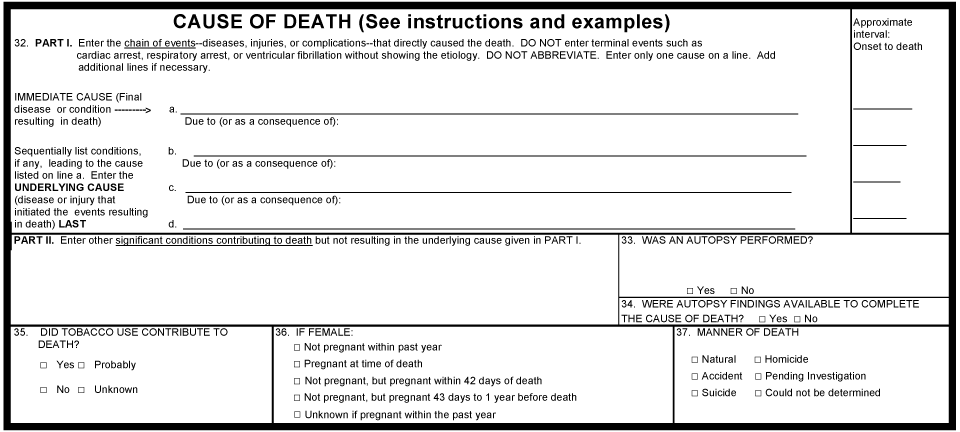 CAUSE OF DEATH (See instructions and examples)
32. PART I. Enter the chain of events--diseases, injuries, or complications--that directly caused the death. DO NOT enter terminal events such as
cardiac arrest, respiratory arrest, or ventricular fibrillation without showing the etiology. DO NOT ABBREVIATE. Enter only one cause on a line. Add
additional lines if necessary.
Approximate
interval:
Onset to death
IMMEDIATE CAUSE (Final
disease or condition ---------> a.
resulting in death)
Due to (or as a consequence of):
Sequentially list conditions, b.
if any, leading to the cause
Due to (or as a consequence of):
listed on line a. Enter the
UNDERLYING CAUSE c.
(disease or injury that
Due to (or as a consequence of):
initiated the events resulting
in death) LAST d.
PART II. Enter other significant conditions contributing to death but not resulting in the underlying cause given in PART I.
33. WAS AN AUTOPSY PERFORMED?
□ Yes □ No
34. WERE AUTOPSY FINDINGS AVAILABLE TO COMPLETE
THE CAUSE OF DEATH? □ Yes □ No
35. DID TOBACCO USE CONTRIBUTE TO
DEATH?
□ Yes □ Probably
□ No □ Unknown
36. IF FEMALE:
□ Not pregnant within past year
□ Pregnant at time of death
□ Not pregnant, but pregnant within 42 days of death
□ Not pregnant, but pregnant 43 days to 1 year before death
□ Unknown if pregnant within the past year
37. MANNER OF DEATH
□ Natural □ Homicide
□ Accident □ Pending Investigation
□ Suicide □ Could not be determined